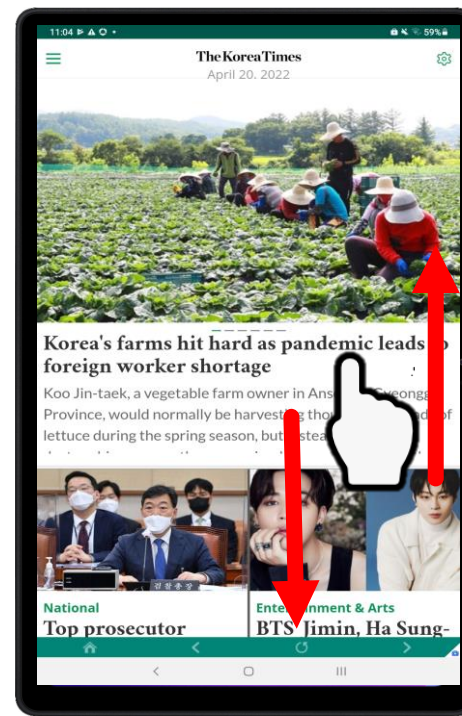 11:04
59%
The Korea Times
April 20. 2022
Korea's farms hit hard as pandemic leads to
foreign worker shortage
Koo Jin-taek, a vegetable farm owner in
Province, would normally be harvesting of
lettuce during the spring season, but
National
Top prosecutor
Entertainment & Arts
BTS' Jimin, Ha Sung-